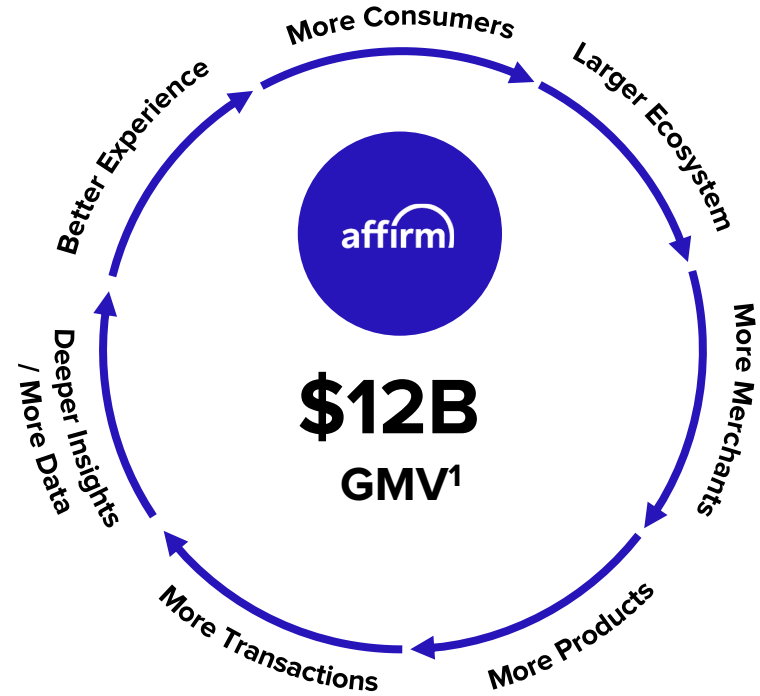 More Consumers
Larger Ecosystem
More Merchants
More Products
More Transactions
Deeper Insights
/ More Data
Better Experience
affirm
$12B
GMV¹